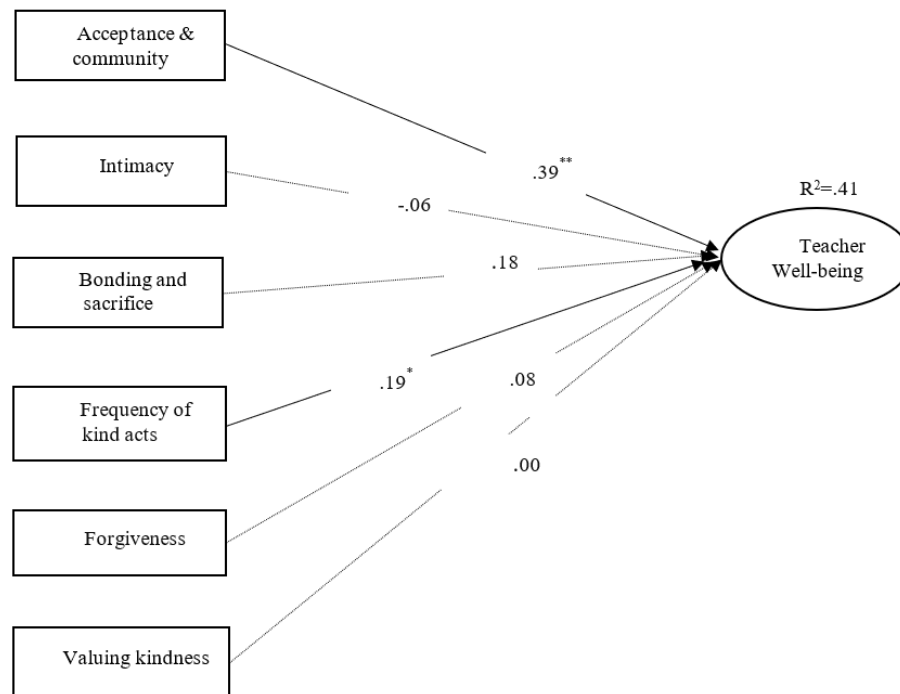 Acceptance &
community
.39**
Intimacy
-.06
R²=.41
Teacher
Well-being
Bonding and
sacrifice
.18
Frequency of
kind acts
.19*
.08
.00
Forgiveness
Valuing kindness